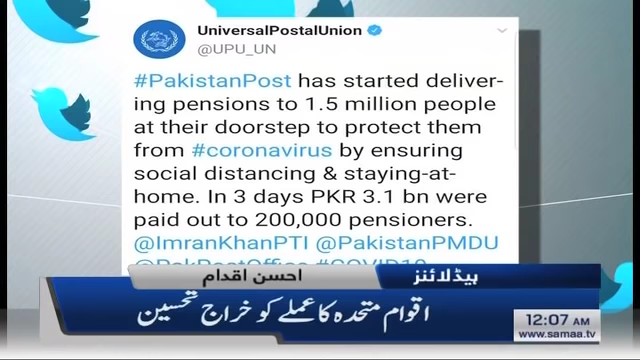 UniversalPostalUnion
@UPU_UN
#PakistanPost has started deliver-
ing pensions to 1.5 million people
at their doorstep to protect them
from #coronavirus by ensuring
social distancing & staying-at-
home. In 3 days PKR 3.1 bn were
paid out to 200,000 pensioners.
@ImranKhanPTI @PakistanPMDU
@PakPostOffice #COVID19
ہیڈلائنز
احسن اقدام
اقوام متحدہ کا عملے کو خراج تحسین
12:07 AM
www.samaa.tv